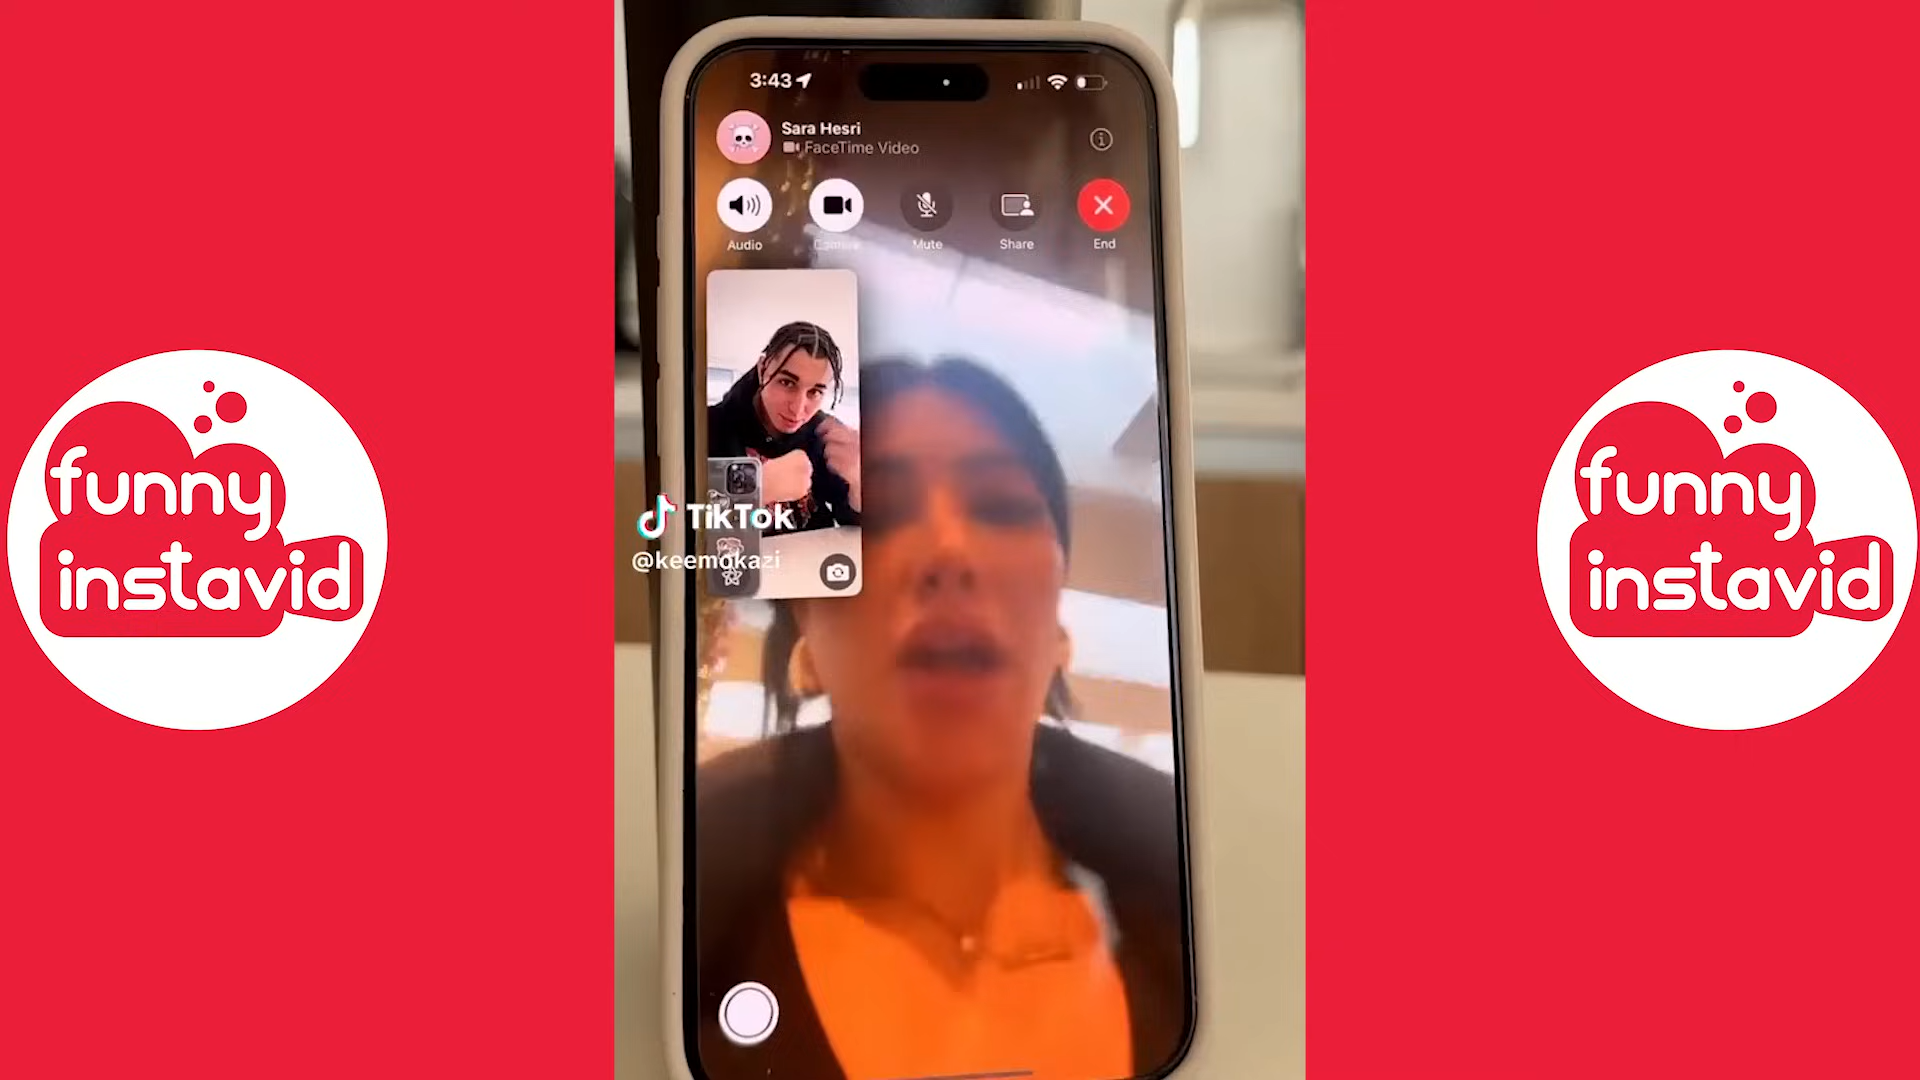 3:43
Sara Hesri
FaceTime Video
Audio
Mute
Share
End
TikTok
@keemokazi
funny
instavid
funny
instavid